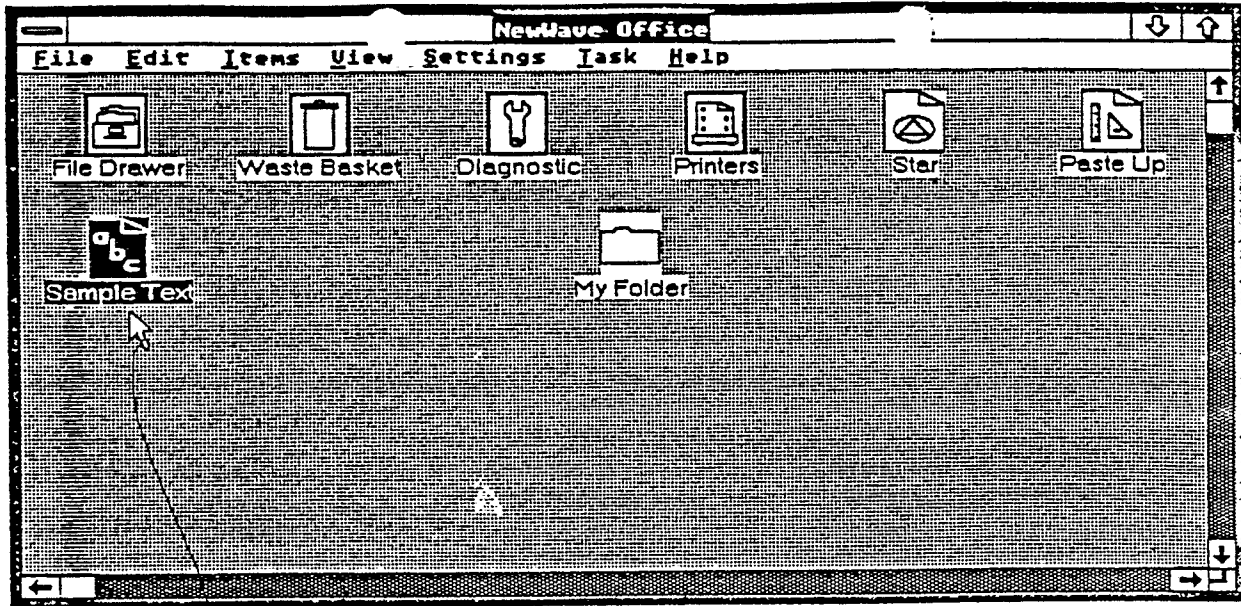 NewWave Office
File Edit Items View Settings Task Help
File Drawer Waste Basket Diagnostic Printers Star Paste Up
abc
Sample Text My Folder
A